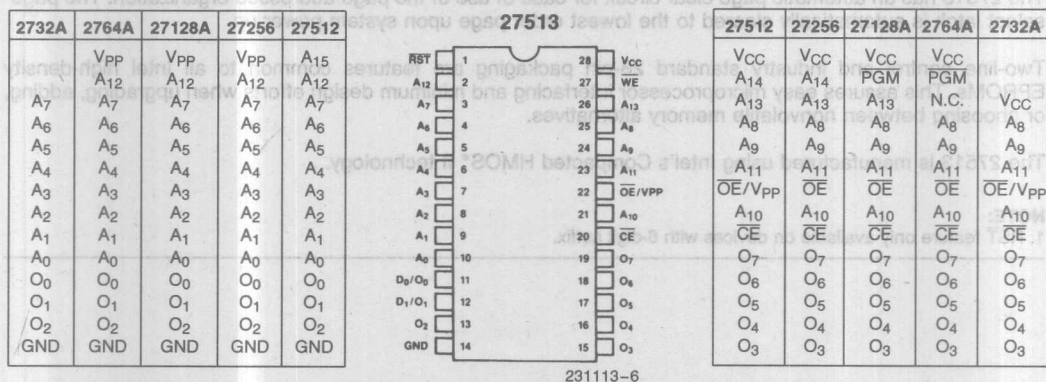 2732A 2764A 27128A 27256 27512 27513 27512 27256 27128A 2764A 2732A
VPP VPP VPP A15 RST 1 28 VCC VCC VCC VCC VCC
A12 A12 A12 A14 A14 PGM PGM
A7 A7 A7 A7 A7 A7 3 26 A13 A13 A13 A13 N.C. VCC
A6 A6 A6 A6 A6 A6 4 25 A8 A8 A8 A8 A8 A8
A5 A5 A5 A5 A5 A5 5 24 A9 A9 A9 A9 A9 A9
A4 A4 A4 A4 A4 A4 6 23 A11 A11 A11 A11 A11 A11
A3 A3 A3 A3 A3 A3 7 22 OE/VPP OE/VPP OE OE OE OE/VPP
A2 A2 A2 A2 A2 A2 8 21 A10 A10 A10 A10 A10 A10
A1 A1 A1 A1 A1 A1 9 20 CE CE CE CE CE CE
A0 A0 A0 A0 A0 A0 10 19 O7 O7 O7 O7 O7 O7
O0 O0 O0 O0 O0 D0/O0 11 18 O6 O6 O6 O6 O6 O6
O1 O1 O1 O1 O1 D1/O1 12 17 O5 O5 O5 O5 O5 O5
O2 O2 O2 O2 O2 O2 13 16 O4 O4 O4 O4 O4 O4
GND GND GND GND GND GND 14 15 O3 O3 O3 O3 O3 O3
231113-6